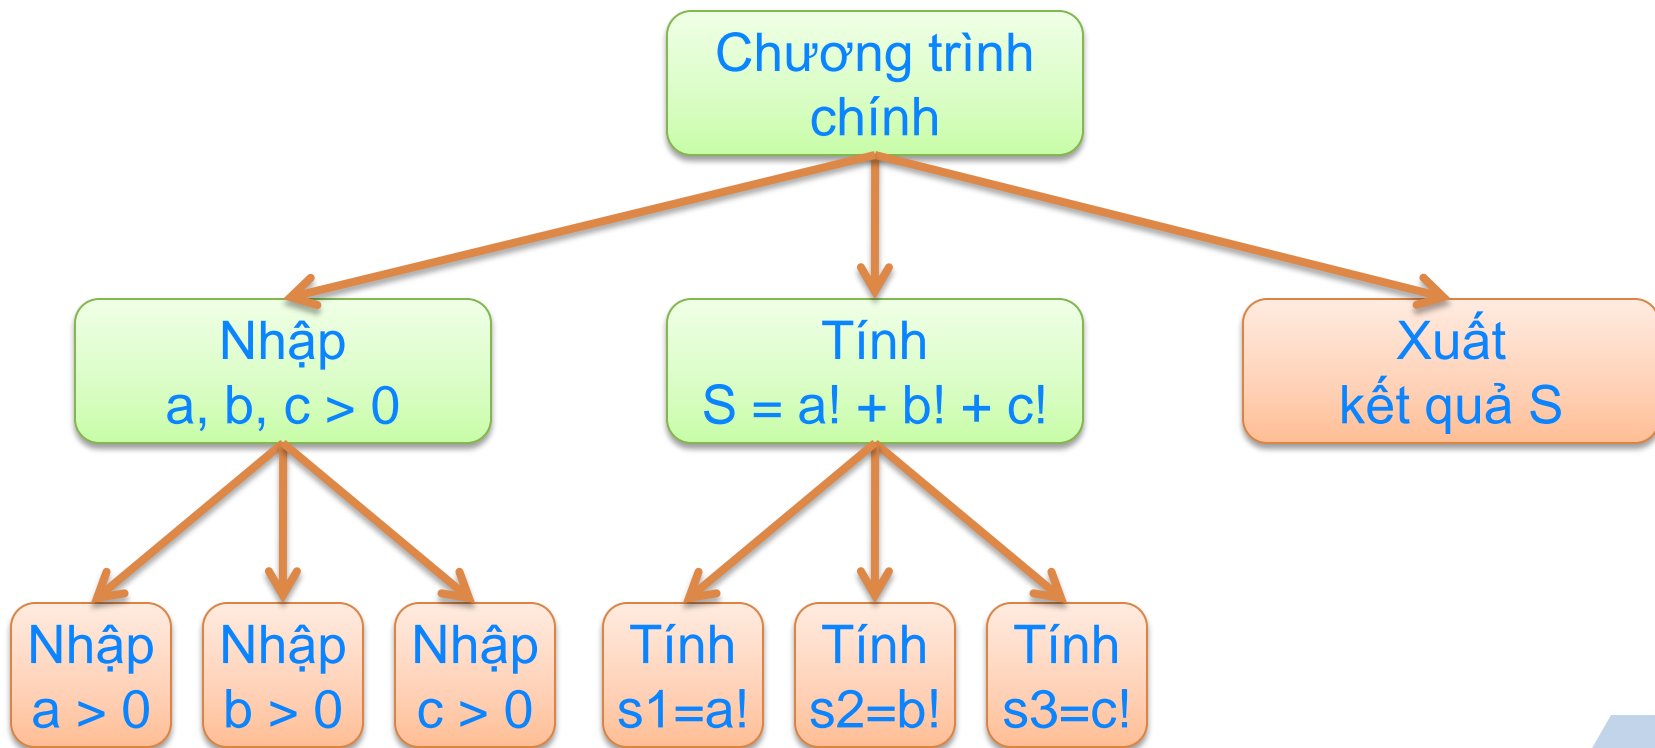 Chương trình
chính
Nhập
a, b, c > 0
Tính
S = a! + b! + c!
Xuất
kết quả S
Nhập
a > 0
Nhập
b > 0
Nhập
c > 0
Tính
s1=a!
Tính
s2=b!
Tính
s3=c!